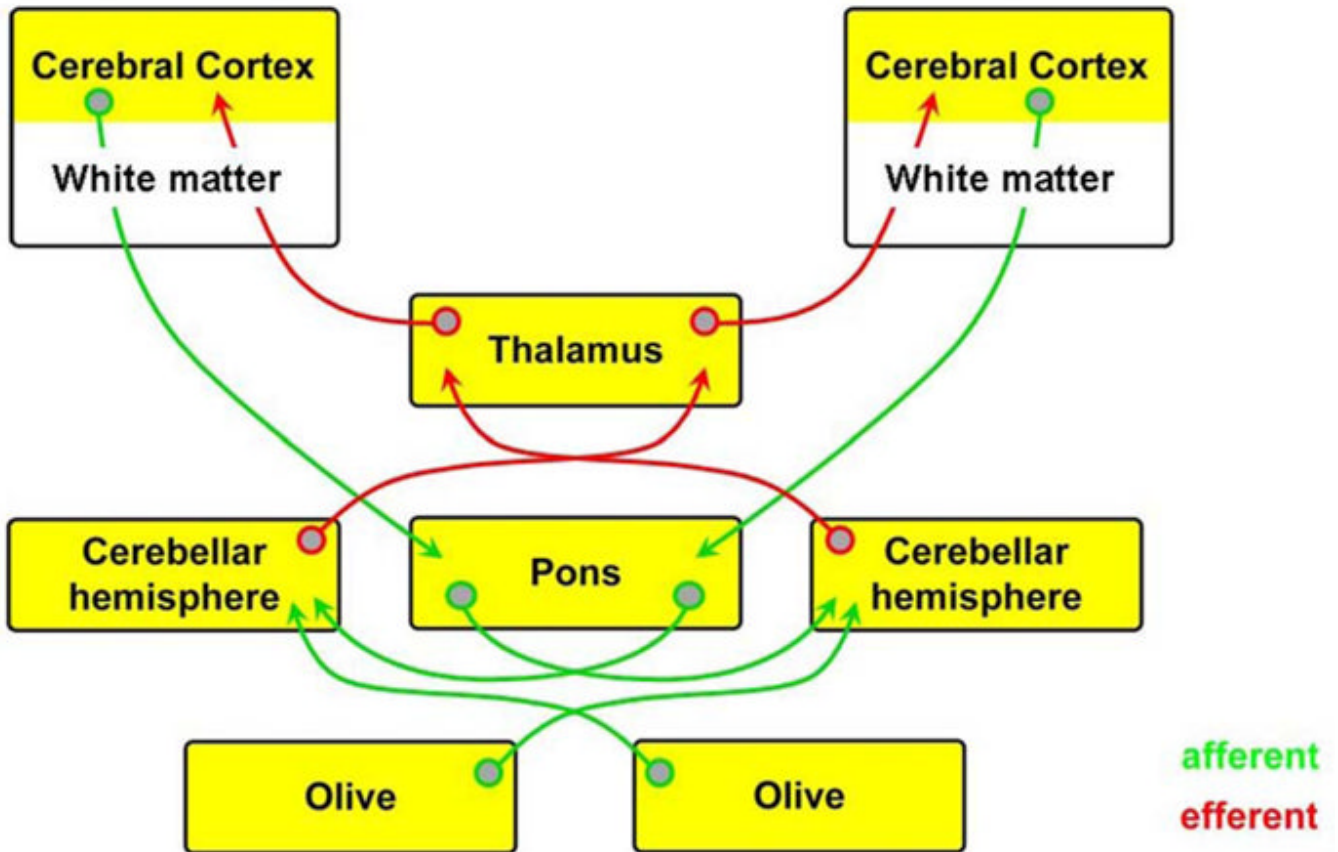 Cerebral Cortex
White matter
Cerebral Cortex
White matter
Thalamus
Cerebellar
hemisphere
Pons
Cerebellar
hemisphere
Olive
Olive
afferent
efferent